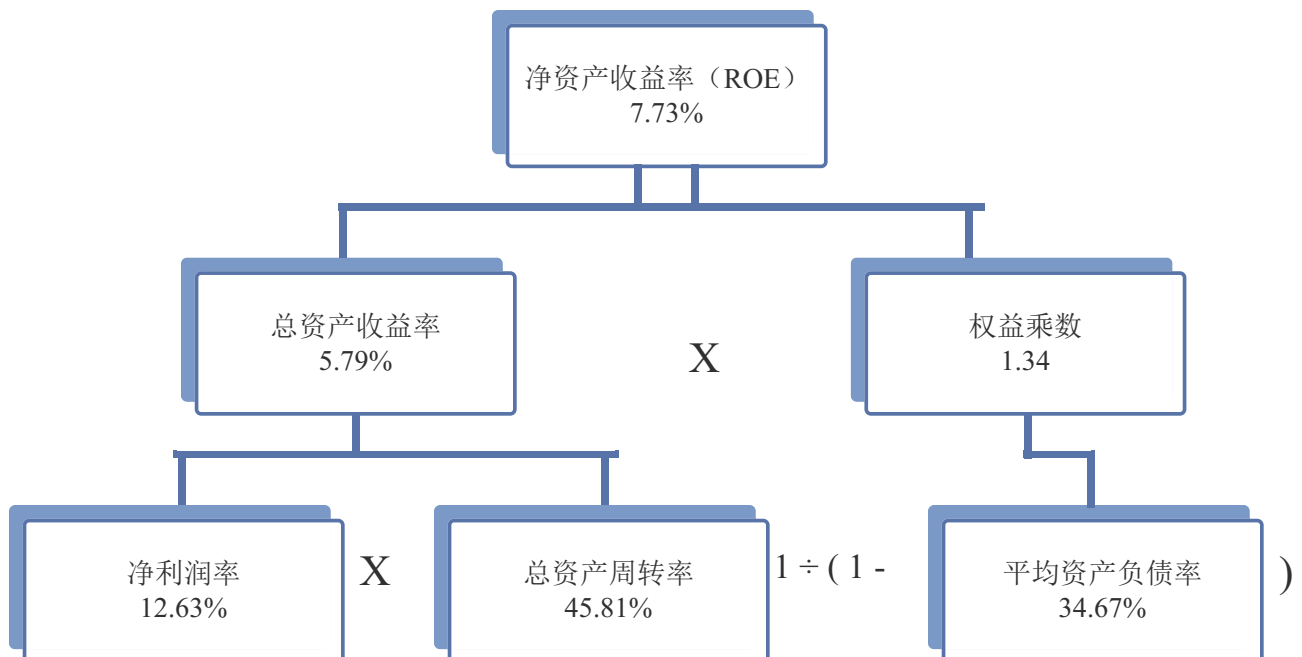 净资产收益率（ROE）
7.73%
总资产收益率
5.79%
X
权益乘数
1.34
净利润率
12.63%
X
总资产周转率
45.81%
1 ÷ ( 1 -
平均资产负债率
34.67%
)